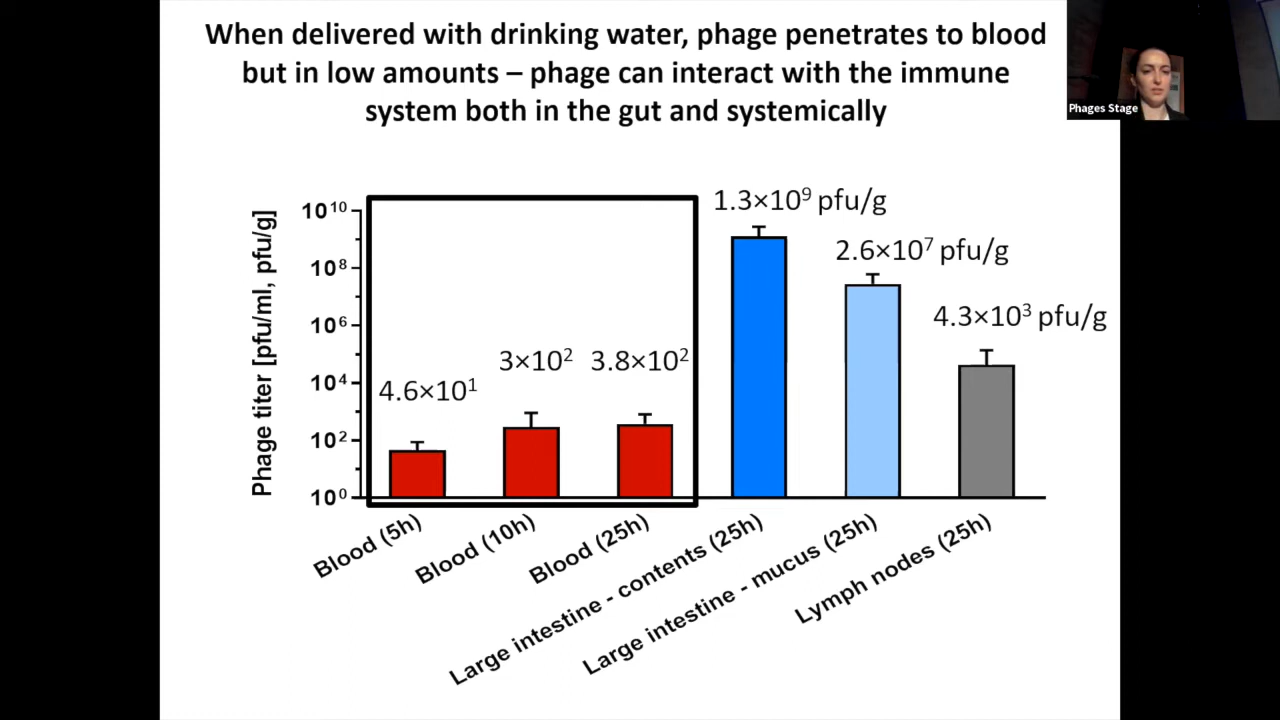 When delivered with drinking water, phage penetrates to blood
but in low amounts – phage can interact with the immune
system both in the gut and systemically
Phages Stage
Phage titer [pfu/ml, pfu/g]
10¹⁰
10⁸
10⁶
10⁴
10²
10⁰
4.6×10¹
3×10²
3.8×10²
1.3×10⁹ pfu/g
2.6×10⁷ pfu/g
4.3×10³ pfu/g
Blood (5h)
Blood (10h)
Blood (25h)
Large intestine - contents (25h)
Large intestine - mucus (25h)
Lymph nodes (25h)